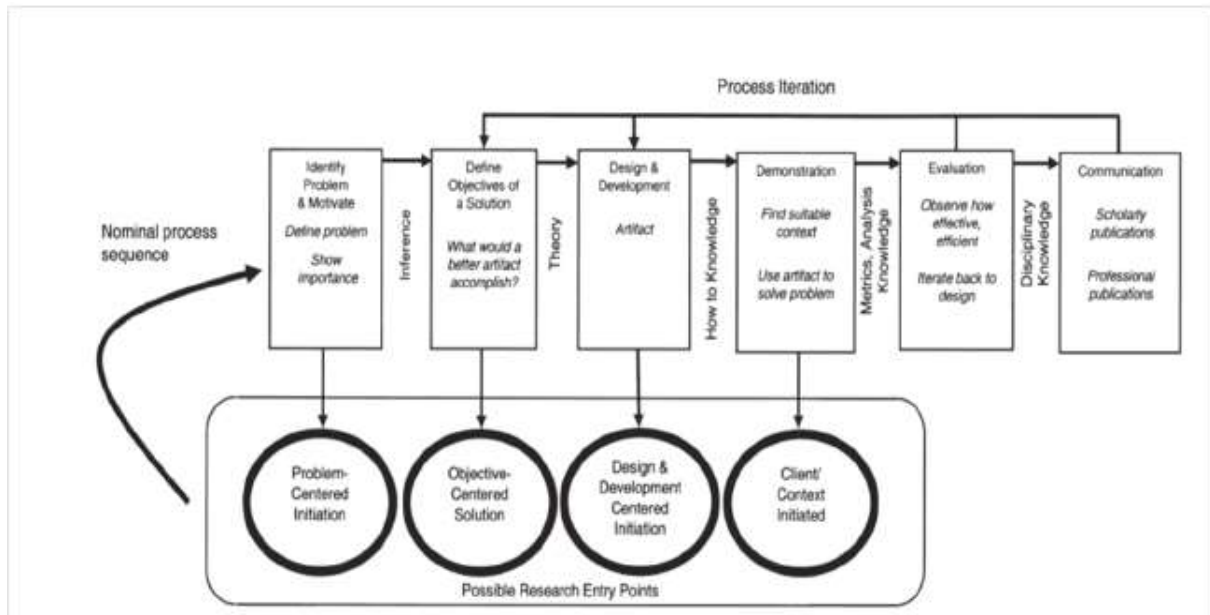 Process Iteration
Nominal process
sequence
Identify
Problem
& Motivate
Define problem
Show
importance
Inference
Define
Objectives of
a Solution
What would a
better artifact
accomplish?
Theory
Design &
Development
Artifact
How to Knowledge
Demonstration
Find suitable
context
Use artifact to
solve problem
Metrics, Analysis
Knowledge
Evaluation
Observe how
effective,
efficient
Iterate back to
design
Disciplinary
Knowledge
Communication
Scholarly
publications
Professional
publications
Problem-
Centered
Initiation
Objective-
Centered
Solution
Design &
Development
Centered
Initiation
Client/
Context
Initiated
Possible Research Entry Points